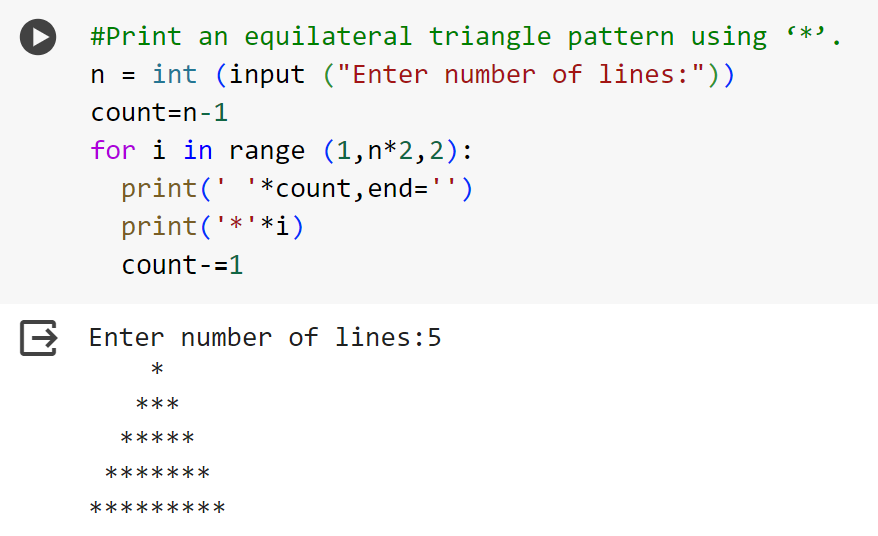 #Print an equilateral triangle pattern using ‘*’.
n = int (input ("Enter number of lines:"))
count=n-1
for i in range (1,n*2,2):
  print(' '*count,end='')
  print('*'*i)
  count-=1
Enter number of lines:5
    *
   ***
  *****
 *******
*********